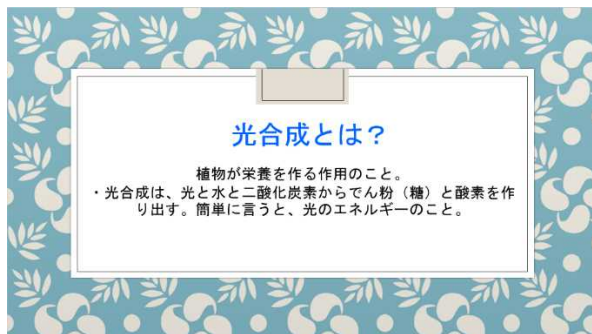 光合成とは？
植物が栄養を作る作用のこと。
・光合成は、光と水と二酸化炭素からでん粉（糖）と酸素を作
り出す。簡単に言うと、光のエネルギーのこと。